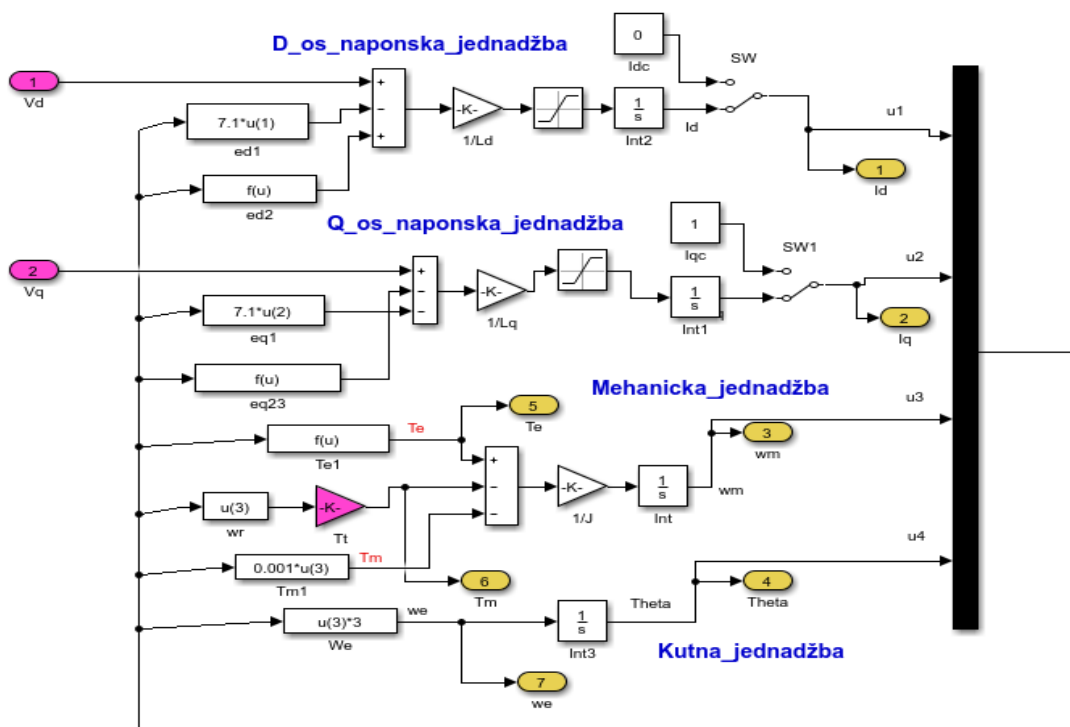 D_os_naponska_jednadžba
0
Idc
SW
1
Vd
+
−
+
7.1*u(1)
ed1
-K-
1/Ld
1
s
Int2
Id
u1
1
Id
f(u)
ed2
Q_os_naponska_jednadžba
1
Iqc
SW1
2
Vq
+
−
−
7.1*u(2)
eq1
-K-
1/Lq
1
s
Int1
q
u2
2
Iq
f(u)
eq23
Mehanicka_jednadžba
f(u)
Te1
Te
5
Te
+
−
−
-K-
1/J
1
s
Int
wm
3
wm
u3
u(3)
wr
-K-
Tt
0.001*u(3)
Tm1
Tm
6
Tm
u4
u(3)*3
We
we
1
s
Int3
Theta
4
Theta
Kutna_jednadžba
7
we